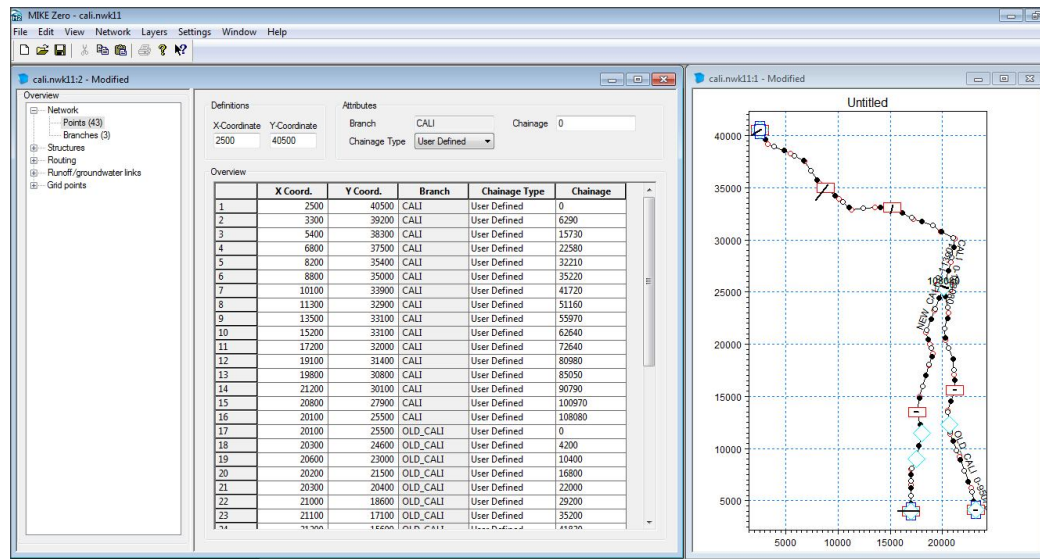 MIKE Zero - cali.nwk11
File Edit View Network Layers Settings Window Help
cali.nwk11:2 - Modified
Overview
Network
Points (43)
Branches (3)
Structures
Routing
Runoff/groundwater links
Grid points
Definitions
X-Coordinate Y-Coordinate
2500 40500
Attributes
Branch CALI Chainage 0
Chainage Type User Defined
Overview
X Coord. Y Coord. Branch Chainage Type Chainage
1 2500 40500 CALI User Defined 0
2 3300 39200 CALI User Defined 6290
3 5400 38300 CALI User Defined 15730
4 6800 37500 CALI User Defined 22580
5 8200 35400 CALI User Defined 32210
6 8800 35000 CALI User Defined 35220
7 10100 33900 CALI User Defined 41720
8 11300 32900 CALI User Defined 51160
9 13500 33100 CALI User Defined 55970
10 15200 33100 CALI User Defined 62640
11 17200 32000 CALI User Defined 72640
12 19100 31400 CALI User Defined 80980
13 19800 30800 CALI User Defined 85050
14 21200 30100 CALI User Defined 90790
15 20800 27900 CALI User Defined 100970
16 20100 25500 CALI User Defined 108080
17 20100 25500 OLD_CALI User Defined 0
18 20300 24600 OLD_CALI User Defined 4200
19 20600 23000 OLD_CALI User Defined 10400
20 20200 21500 OLD_CALI User Defined 16800
21 20300 20400 OLD_CALI User Defined 22000
22 21000 18600 OLD_CALI User Defined 29200
23 21100 17100 OLD_CALI User Defined 35200
cali.nwk11:1 - Modified
Untitled
40000
35000
30000
25000
20000
15000
10000
5000
5000 10000 15000 20000
CALI
NEW_CALI
OLD_CALI